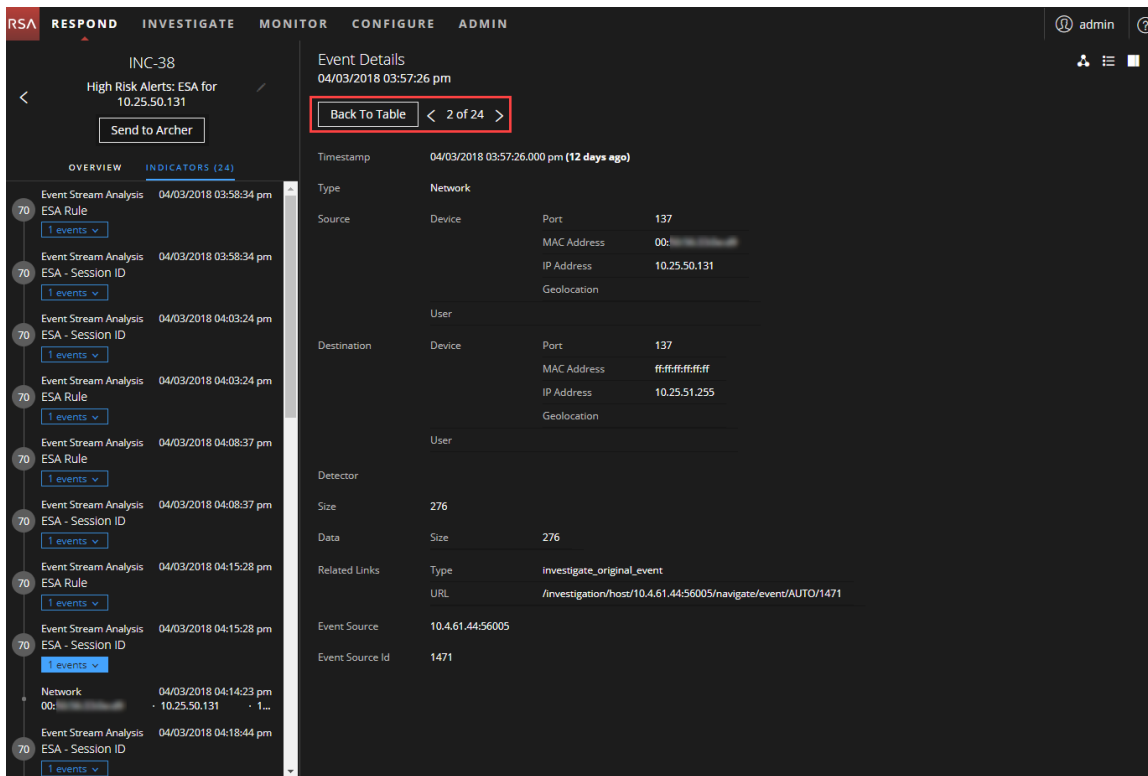 RSA RESPOND INVESTIGATE MONITOR CONFIGURE ADMIN admin ?
INC-38
High Risk Alerts: ESA for
10.25.50.131
Send to Archer
OVERVIEW INDICATORS (24)
Event Stream Analysis 04/03/2018 03:58:34 pm
70 ESA Rule
1 events
Event Stream Analysis 04/03/2018 03:58:34 pm
70 ESA - Session ID
1 events
Event Stream Analysis 04/03/2018 04:03:24 pm
70 ESA - Session ID
1 events
Event Stream Analysis 04/03/2018 04:03:24 pm
70 ESA Rule
1 events
Event Stream Analysis 04/03/2018 04:08:37 pm
70 ESA Rule
1 events
Event Stream Analysis 04/03/2018 04:08:37 pm
70 ESA - Session ID
1 events
Event Stream Analysis 04/03/2018 04:15:28 pm
70 ESA Rule
1 events
Event Stream Analysis 04/03/2018 04:15:28 pm
70 ESA - Session ID
1 events
Network 04/03/2018 04:14:23 pm
00: · 10.25.50.131 · 1...
Event Stream Analysis 04/03/2018 04:18:44 pm
70 ESA - Session ID
1 events
Event Details
04/03/2018 03:57:26 pm
Back To Table < 2 of 24 >
Timestamp 04/03/2018 03:57:26.000 pm (12 days ago)
Type Network
Source Device Port 137
MAC Address 00:
IP Address 10.25.50.131
Geolocation
User
Destination Device Port 137
MAC Address ff:ff:ff:ff:ff:ff
IP Address 10.25.51.255
Geolocation
User
Detector
Size 276
Data Size 276
Related Links Type investigate_original_event
URL /investigation/host/10.4.61.44:56005/navigate/event/AUTO/1471
Event Source 10.4.61.44:56005
Event Source Id 1471